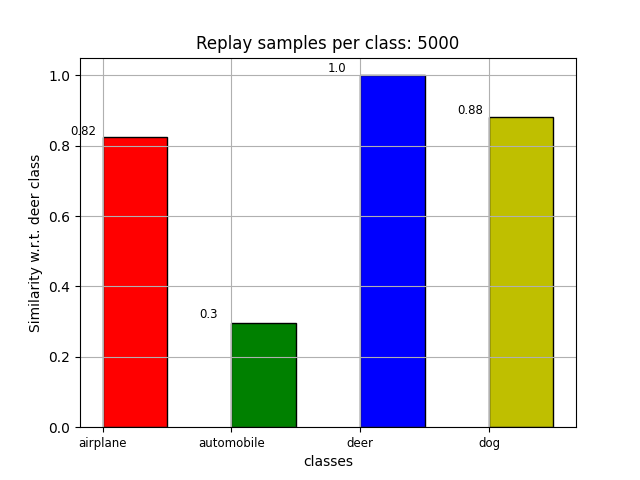 Replay samples per class: 5000
1.0
1.0
0.88
0.82
0.8
0.6
0.4
0.3
0.2
0.0
Similarity w.r.t. deer class
airplane automobile deer dog
classes